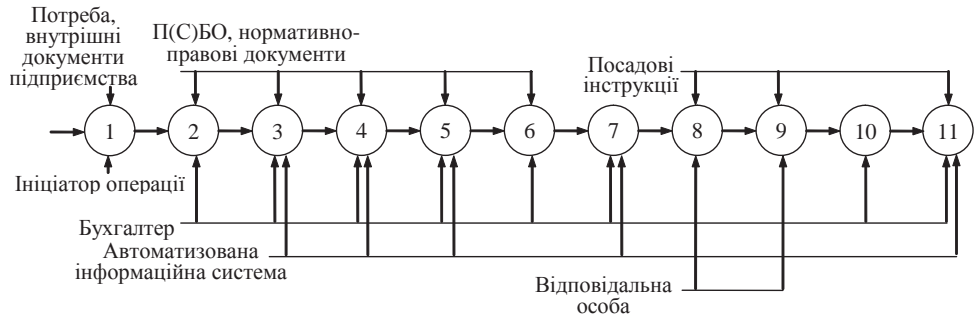 Потреба,
внутрішні
документи
підприємства
П(С)БО, нормативно-
правові документи
Посадові
інструкції
1 2 3 4 5 6 7 8 9 10 11
Ініціатор операції
Бухгалтер
Автоматизована
інформаційна система
Відповідальна
особа